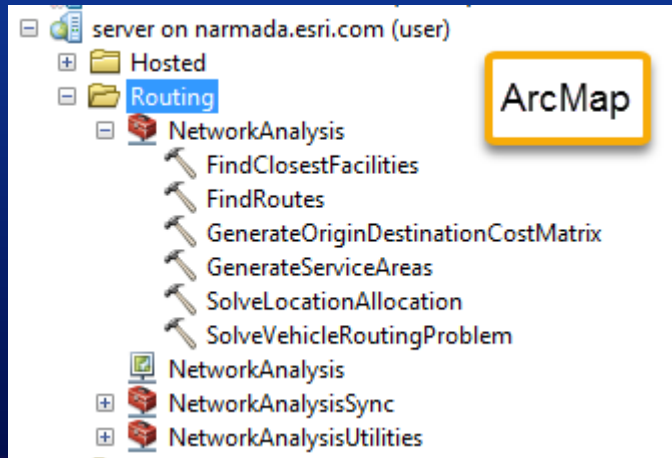 server on narmada.esri.com (user)
Hosted
Routing
ArcMap
NetworkAnalysis
FindClosestFacilities
FindRoutes
GenerateOriginDestinationCostMatrix
GenerateServiceAreas
SolveLocationAllocation
SolveVehicleRoutingProblem
NetworkAnalysis
NetworkAnalysisSync
NetworkAnalysisUtilities